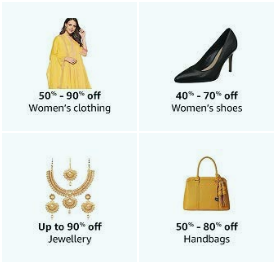 50% - 90% off
Women's clothing
40% - 70% off
Women's shoes
Up to 90% off
Jewellery
50% - 80% off
Handbags